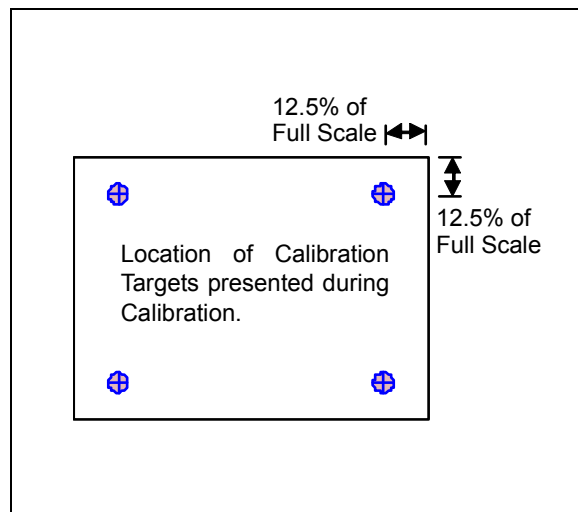 12.5% of
Full Scale
12.5% of
Full Scale
Location of Calibration
Targets presented during
Calibration.